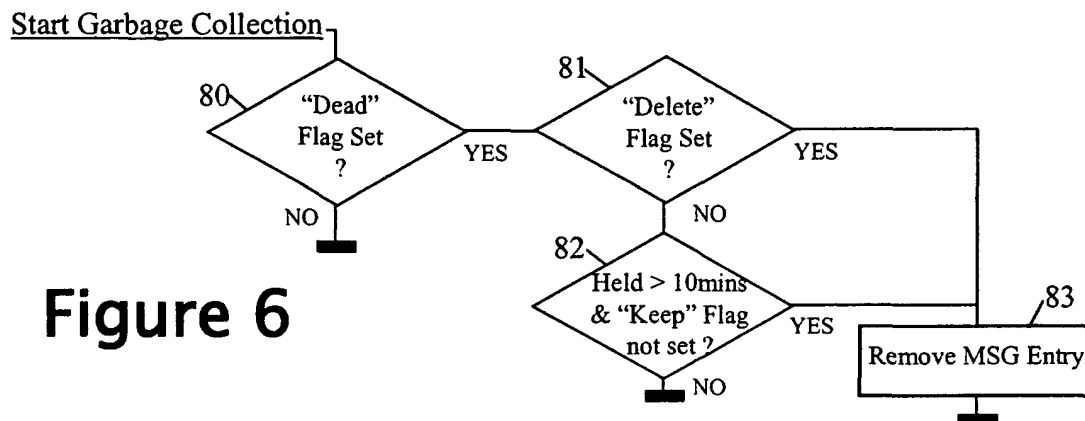 Start Garbage Collection
80
"Dead"
Flag Set
?
YES
NO
81
"Delete"
Flag Set
?
YES
NO
82
Held > 10mins
& "Keep" Flag
not set ?
YES
NO
83
Remove MSG Entry
Figure 6